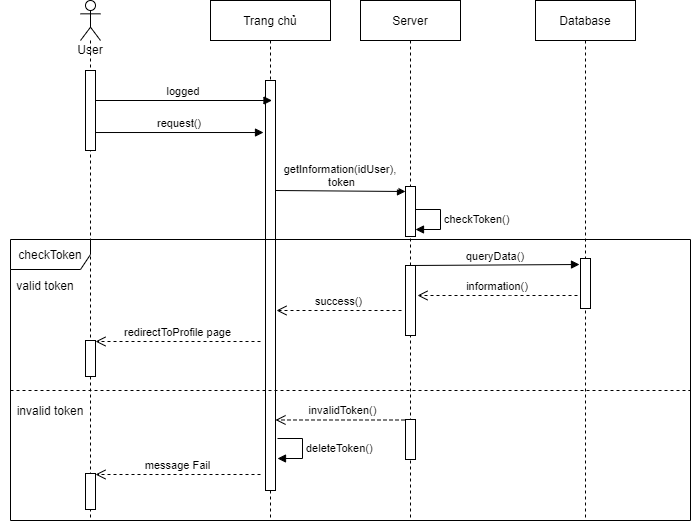 User
Trang chủ
Server
Database
logged
request()
getInformation(idUser),
token
checkToken()
checkToken
valid token
queryData()
information()
success()
redirectToProfile page
invalid token
invalidToken()
deleteToken()
message Fail